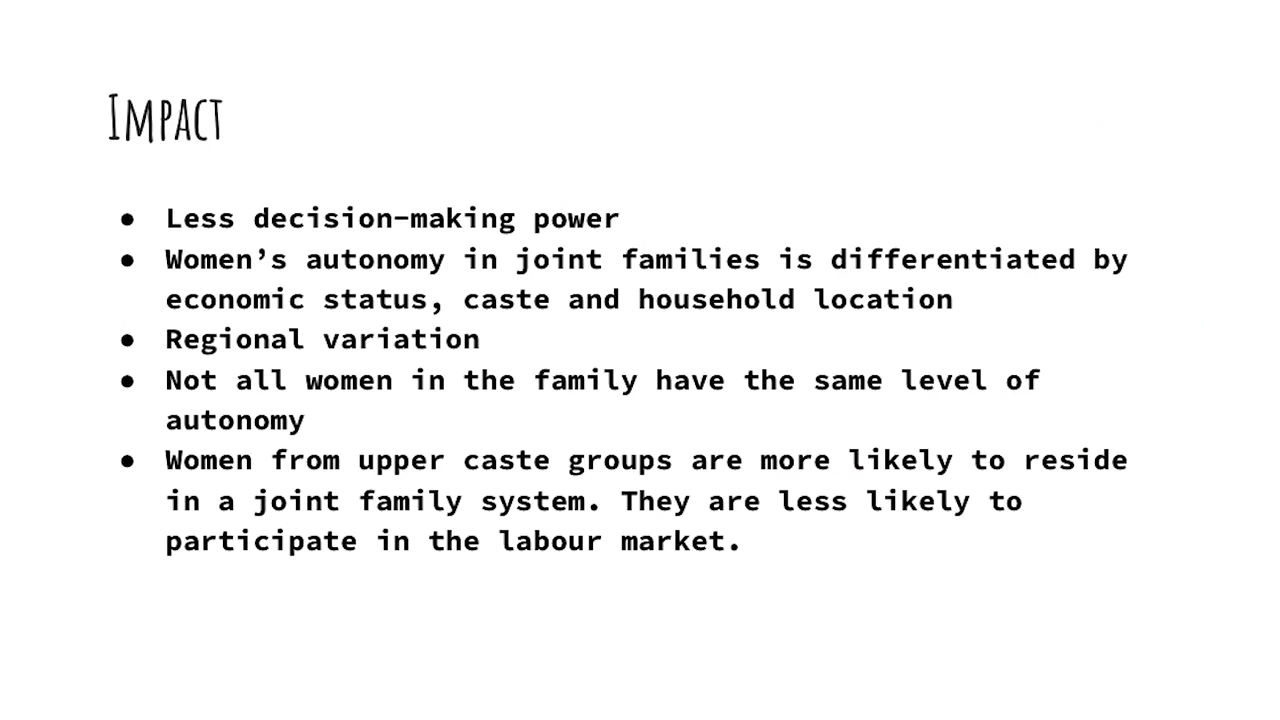 Impact
● Less decision-making power
● Women’s autonomy in joint families is differentiated by
economic status, caste and household location
● Regional variation
● Not all women in the family have the same level of
autonomy
● Women from upper caste groups are more likely to reside
in a joint family system. They are less likely to
participate in the labour market.